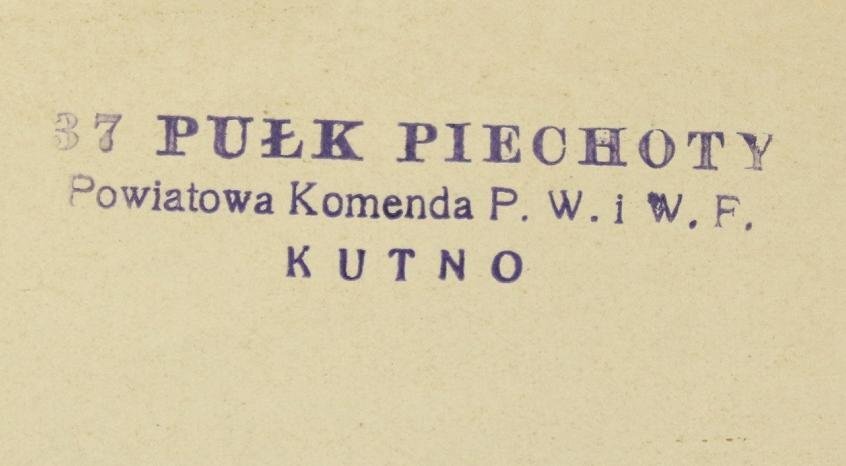 37 PUŁK PIECHOTY
Powiatowa Komenda P. W. i W. F.
KUTNO